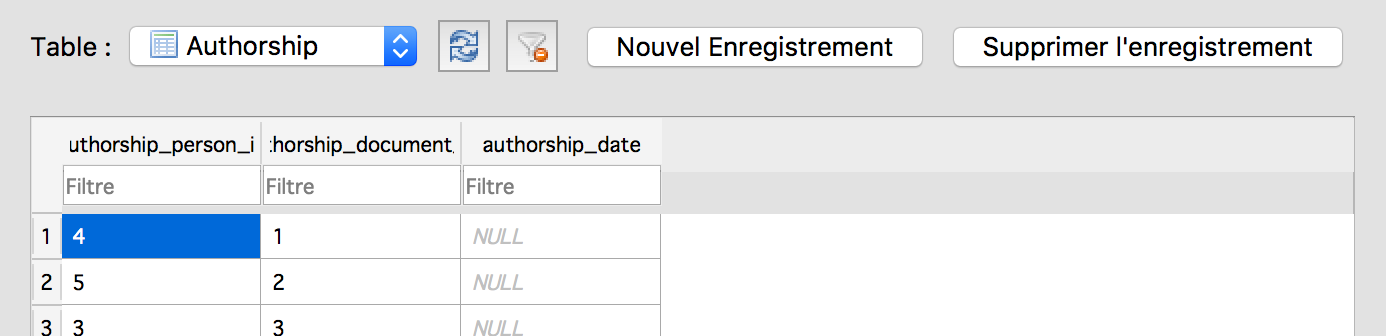 Table : Authorship Nouvel Enregistrement Supprimer l'enregistrement
uthorship_person_i :horship_document_ authorship_date
Filtre Filtre Filtre
1 4 1 NULL
2 5 2 NULL
3 3 3 NULL